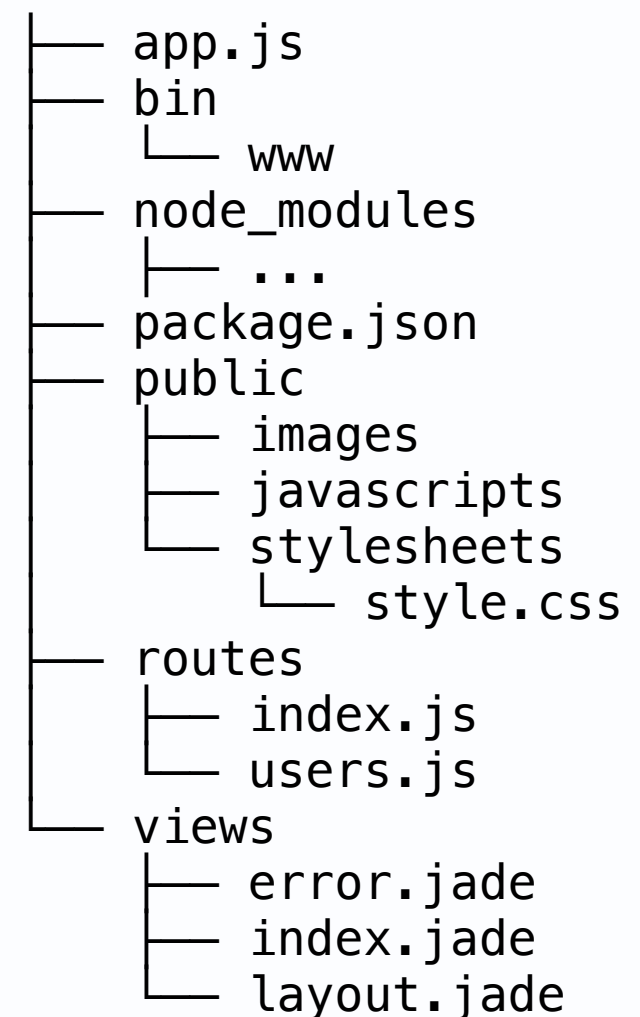 ├── app.js
├── bin
│   └── www
├── node_modules
│   ├── ...
├── package.json
├── public
│   ├── images
│   ├── javascripts
│   └── stylesheets
│       └── style.css
├── routes
│   ├── index.js
│   └── users.js
└── views
    ├── error.jade
    ├── index.jade
    └── layout.jade